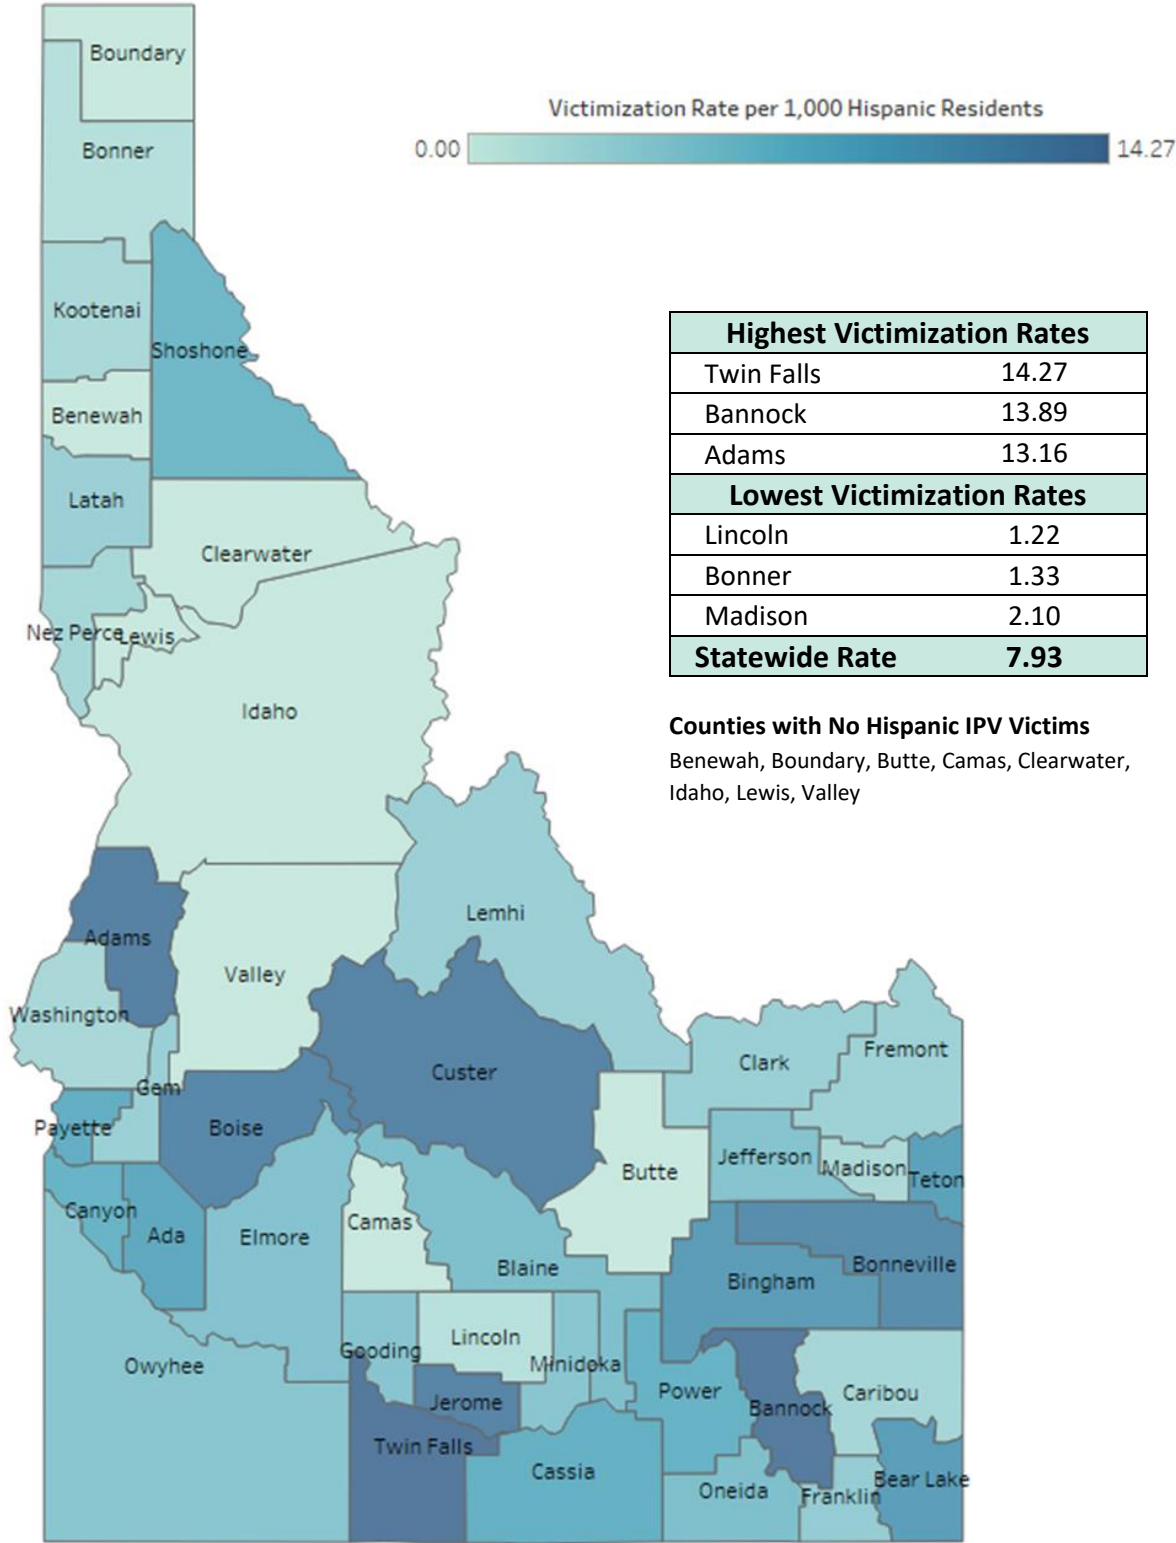 Boundary
Victimization Rate per 1,000 Hispanic Residents
0.00 14.27
Bonner
Kootenai
Shoshone
Benewah
Latah
Clearwater
Nez Perce
Lewis
Idaho
Highest Victimization Rates
Twin Falls 14.27
Bannock 13.89
Adams 13.16
Lowest Victimization Rates
Lincoln 1.22
Bonner 1.33
Madison 2.10
Statewide Rate 7.93
Counties with No Hispanic IPV Victims
Benewah, Boundary, Butte, Camas, Clearwater,
Idaho, Lewis, Valley
Lemhi
Adams
Valley
Washington
Fremont
Clark
Custer
Gem
Payette
Boise
Jefferson
Madison
Butte
Teton
Canyon
Camas
Ada
Elmore
Blaine
Bonneville
Bingham
Lincoln
Gooding
Minidoka
Owyhee
Power
Caribou
Jerome
Bannock
Twin Falls
Cassia
Bear Lake
Oneida
Franklin